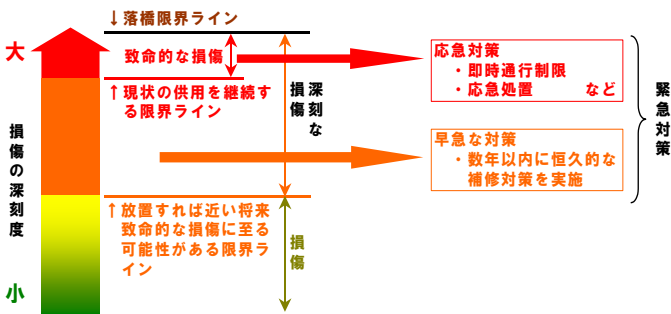 ↓落橋限界ライン
大
致命的な損傷
↑現状の供用を継続す
る限界ライン
深刻な
損傷
応急対策
・即時通行制限
・応急処置 など
緊急対策
早急な対策
・数年以内に恒久的な
補修対策を実施
損傷の深刻度
↑放置すれば近い将来
致命的な損傷に至る
可能性がある限界ラ
イン
損傷
小